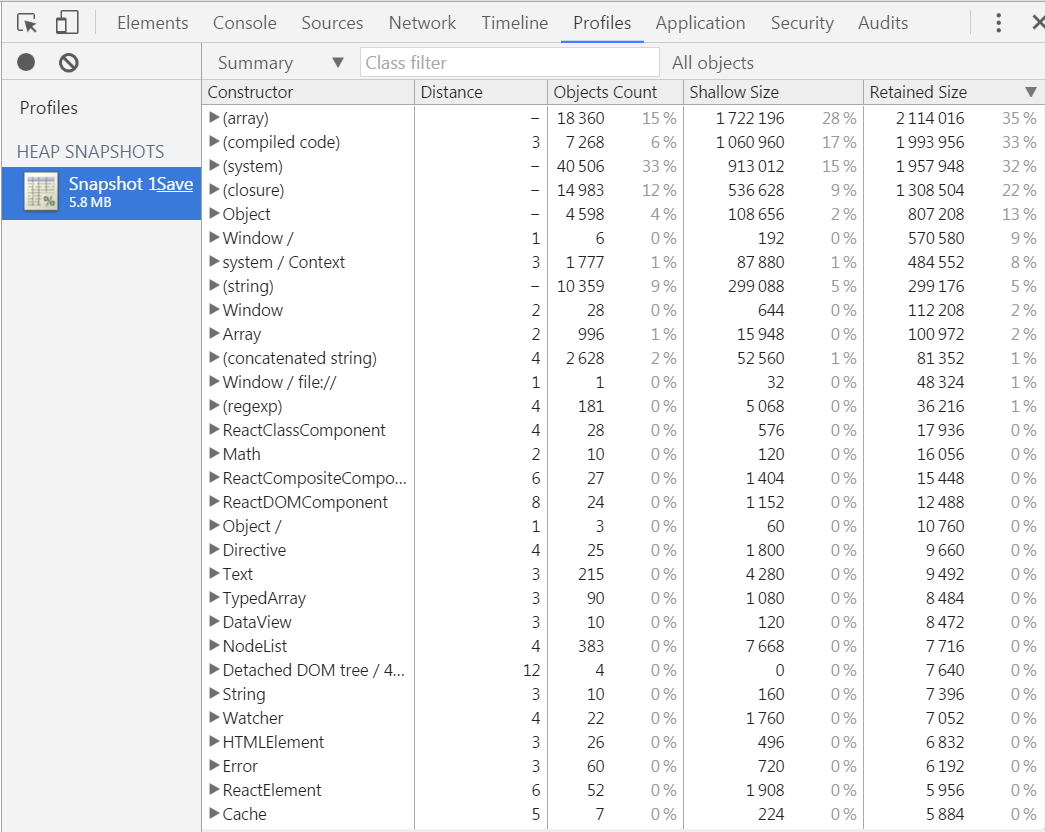 Elements Console Sources Network Timeline Profiles Application Security Audits
Summary Class filter All objects
Profiles
HEAP SNAPSHOTS
Snapshot 1 Save
5.8 MB
Constructor Distance Objects Count Shallow Size Retained Size
(array) – 18 360 15 % 1 722 196 28 % 2 114 016 35 %
(compiled code) 3 7 268 6 % 1 060 960 17 % 1 993 956 33 %
(system) – 40 506 33 % 913 012 15 % 1 957 948 32 %
(closure) – 14 983 12 % 536 628 9 % 1 308 504 22 %
Object – 4 598 4 % 108 656 2 % 807 208 13 %
Window / 1 6 0 % 192 0 % 570 580 9 %
system / Context 3 1 777 1 % 87 880 1 % 484 552 8 %
(string) – 10 359 9 % 299 088 5 % 299 176 5 %
Window 2 28 0 % 644 0 % 112 208 2 %
Array 2 996 1 % 15 948 0 % 100 972 2 %
(concatenated string) 4 2 628 2 % 52 560 1 % 81 352 1 %
Window / file:// 1 1 0 % 32 0 % 48 324 1 %
(regexp) 4 181 0 % 5 068 0 % 36 216 1 %
ReactClassComponent 4 28 0 % 576 0 % 17 936 0 %
Math 2 10 0 % 120 0 % 16 056 0 %
ReactCompositeCompo... 6 27 0 % 1 404 0 % 15 448 0 %
ReactDOMComponent 8 24 0 % 1 152 0 % 12 488 0 %
Object / 1 3 0 % 60 0 % 10 760 0 %
Directive 4 25 0 % 1 800 0 % 9 660 0 %
Text 3 215 0 % 4 280 0 % 9 492 0 %
TypedArray 3 90 0 % 1 080 0 % 8 484 0 %
DataView 3 10 0 % 120 0 % 8 472 0 %
NodeList 4 383 0 % 7 668 0 % 7 716 0 %
Detached DOM tree / 4... 12 4 0 % 0 0 % 7 640 0 %
String 3 10 0 % 160 0 % 7 396 0 %
Watcher 4 22 0 % 1 760 0 % 7 052 0 %
HTMLElement 3 26 0 % 496 0 % 6 832 0 %
Error 3 60 0 % 720 0 % 6 192 0 %
ReactElement 6 52 0 % 1 908 0 % 5 956 0 %
Cache 5 7 0 % 224 0 % 5 884 0 %